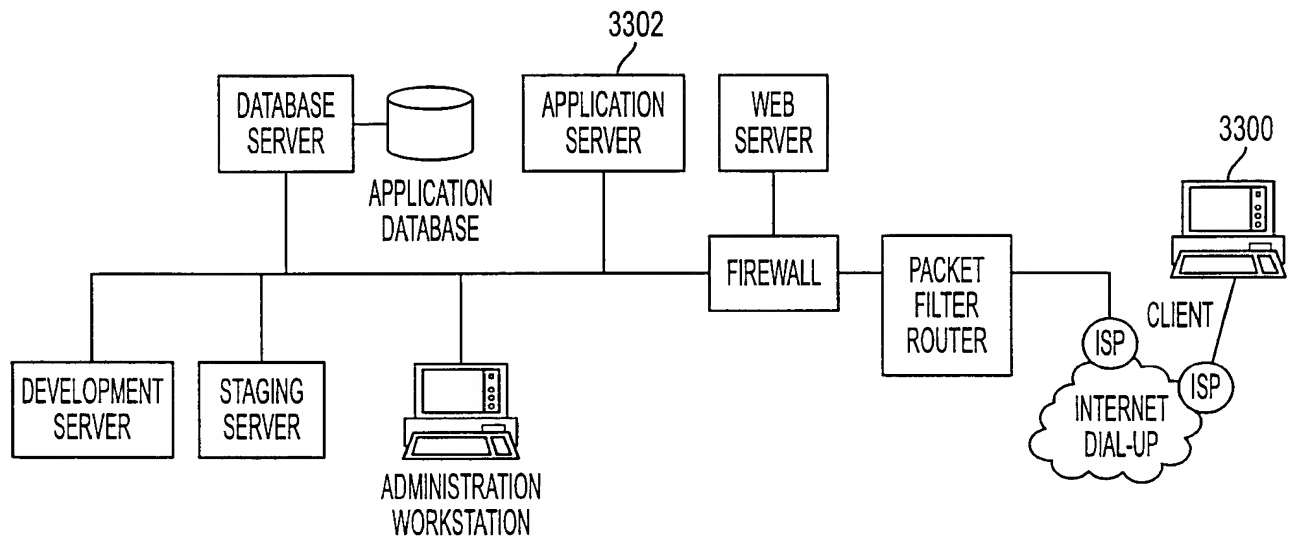 3302
DATABASE
SERVER
APPLICATION
DATABASE
APPLICATION
SERVER
WEB
SERVER
3300
FIREWALL
PACKET
FILTER
ROUTER
CLIENT
ISP
ISP
INTERNET
DIAL-UP
DEVELOPMENT
SERVER
STAGING
SERVER
ADMINISTRATION
WORKSTATION